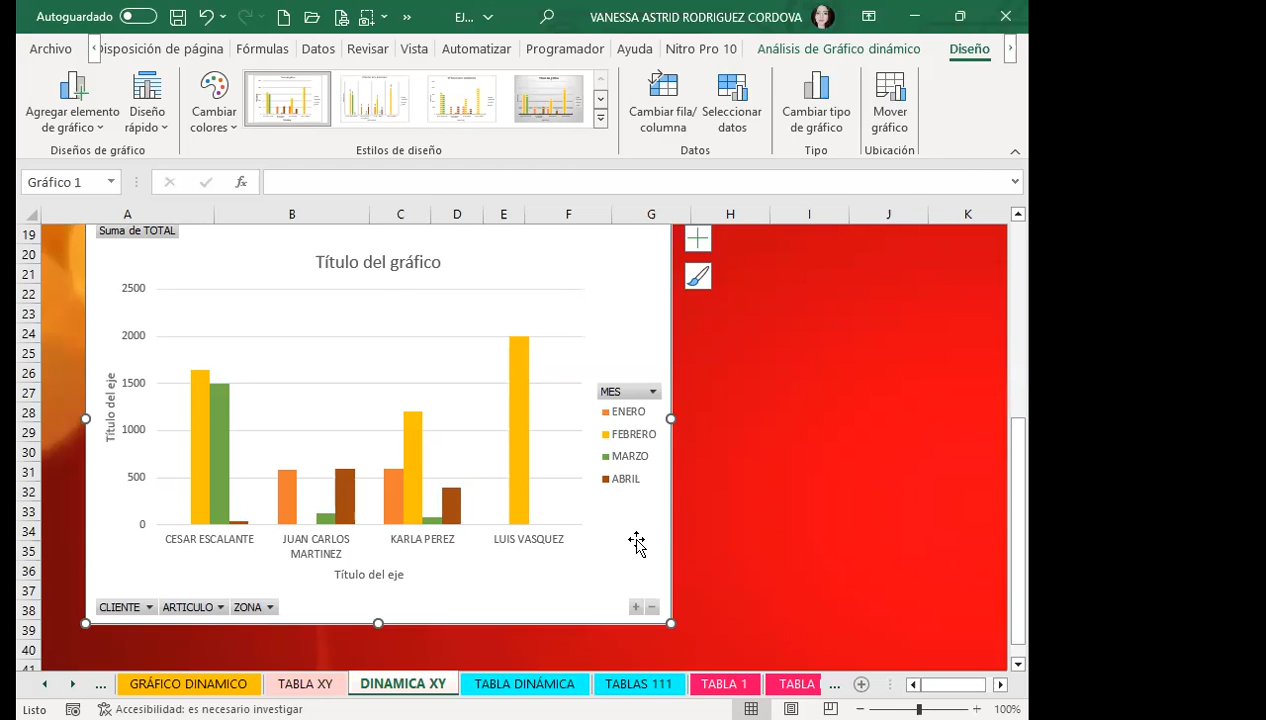 Autoguardado
»
EJ...
VANESSA ASTRID RODRIGUEZ CORDOVA
Archivo
Disposición de página
Fórmulas
Datos
Revisar
Vista
Automatizar
Programador
Ayuda
Nitro Pro 10
Análisis de Gráfico dinámico
Diseño
Agregar elemento
de gráfico
Diseño
rápido
Cambiar
colores
Cambiar fila/
columna
Seleccionar
datos
Cambiar tipo
de gráfico
Mover
gráfico
Diseños de gráfico
Estilos de diseño
Datos
Tipo
Ubicación
Gráfico 1
fx
A B C D E F G H I J K
19
20
21
22
23
24
25
26
27
28
29
30
31
32
33
34
35
36
37
38
39
40
41
Suma de TOTAL
Título del gráfico
2500
2000
1500
1000
500
0
Título del eje
CESAR ESCALANTE
JUAN CARLOS
MARTINEZ
KARLA PEREZ
LUIS VASQUEZ
Título del eje
MES
ENERO
FEBRERO
MARZO
ABRIL
CLIENTE
ARTICULO
ZONA
...
GRÁFICO DINAMICO
TABLA XY
DINAMICA XY
TABLA DINÁMICA
TABLAS 111
TABLA 1
TABLA
...
Listo
Accesibilidad: es necesario investigar
100%